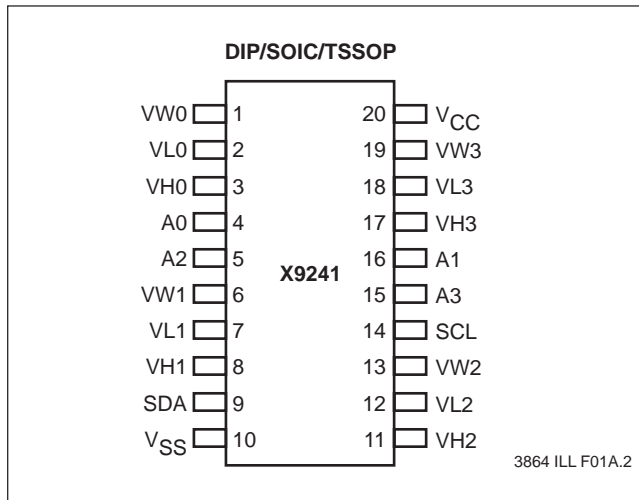 DIP/SOIC/TSSOP
VW0 1 20 VCC
VL0 2 19 VW3
VH0 3 18 VL3
A0 4 17 VH3
A2 5 16 A1
X9241
VW1 6 15 A3
VL1 7 14 SCL
VH1 8 13 VW2
SDA 9 12 VL2
VSS 10 11 VH2
3864 ILL F01A.2